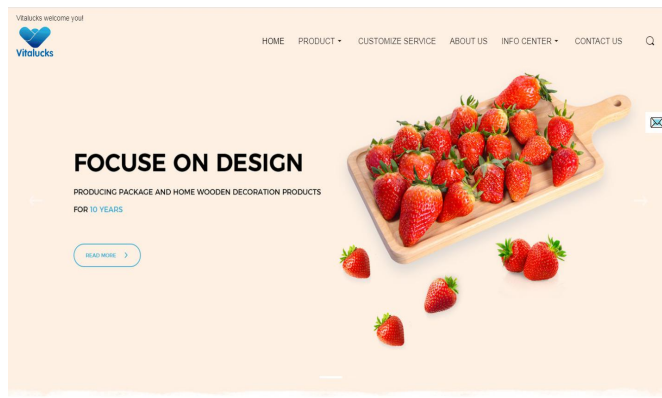 Vitalucks welcome you!
Vitalucks
HOME PRODUCT CUSTOMIZE SERVICE ABOUT US INFO CENTER CONTACT US
FOCUSE ON DESIGN
PRODUCING PACKAGE AND HOME WOODEN DECORATION PRODUCTS
FOR 10 YEARS
READ MORE